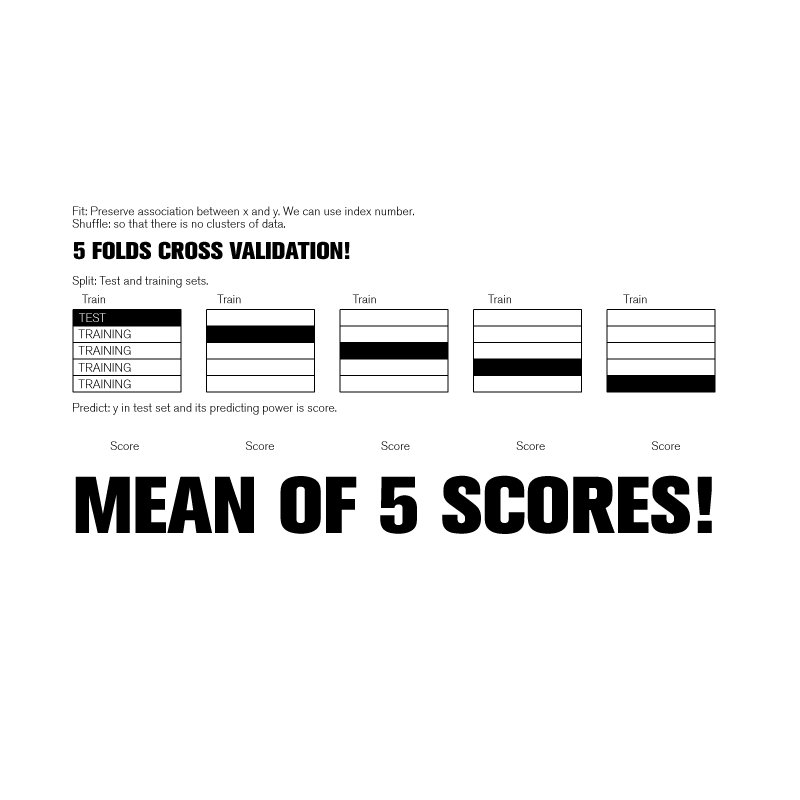 Fit: Preserve association between x and y. We can use index number.
Shuffle: so that there is no clusters of data.
5 FOLDS CROSS VALIDATION!
Split: Test and training sets.
Train Train Train Train Train
TEST
TRAINING
TRAINING
TRAINING
TRAINING
Predict: y in test set and its predicting power is score.
Score Score Score Score Score
MEAN OF 5 SCORES!